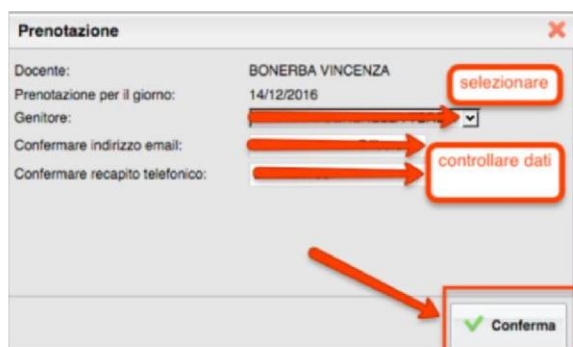 Prenotazione
Docente: BONERBA VINCENZA
selezionare
Prenotazione per il giorno: 14/12/2016
Genitore:
Confermare indirizzo email:
controllare dati
Confermare recapito telefonico:
Conferma